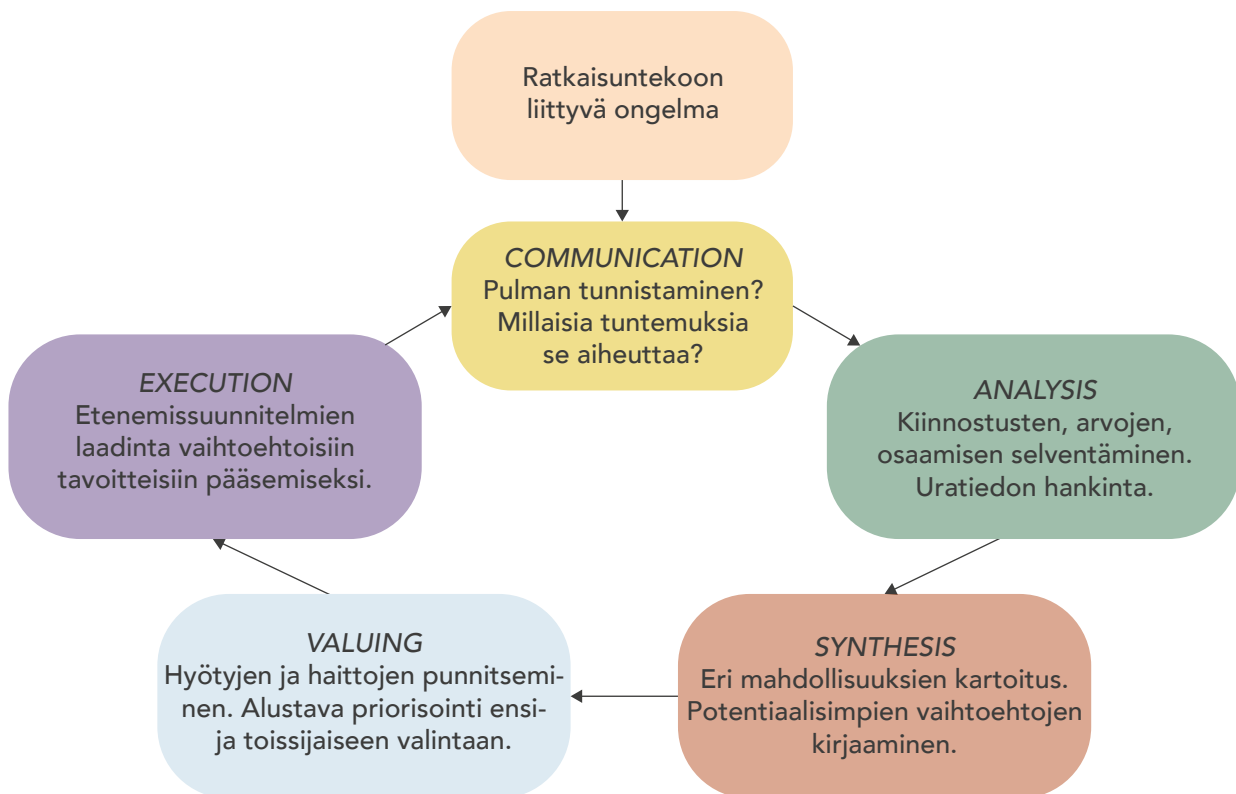 Ratkaisuntekoon
liittyvä ongelma
COMMUNICATION
Pulman tunnistaminen?
Millaisia tuntemuksia
se aiheuttaa?
ANALYSIS
Kiinnostusten, arvojen,
osaamisen selventäminen.
Uratiedon hankinta.
SYNTHESIS
Eri mahdollisuuksien kartoitus.
Potentiaalisimpien vaihtoehtojen
kirjaaminen.
VALUING
Hyötyjen ja haittojen punnitsemi-
nen. Alustava priorisointi ensi-
ja toissijaiseen valintaan.
EXECUTION
Etenemissuunnitelmien
laadinta vaihtoehtoisiin
tavoitteisiin pääsemiseksi.